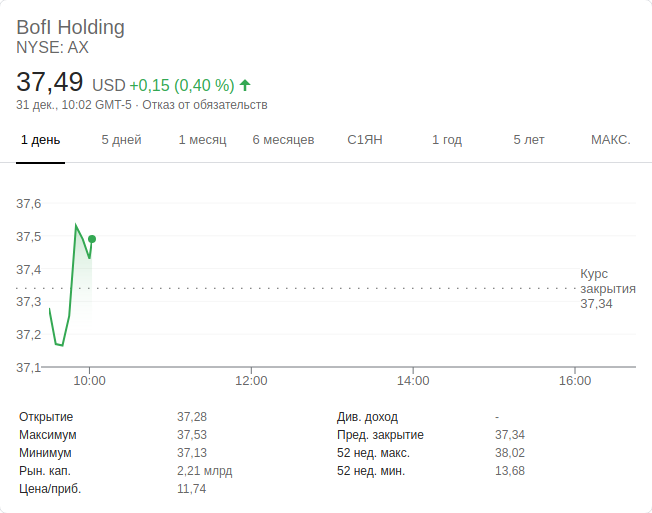 BofI Holding
NYSE: AX
37,49 USD +0,15 (0,40 %)
31 дек., 10:02 GMT-5 · Отказ от обязательств
1 день 5 дней 1 месяц 6 месяцев С1ЯН 1 год 5 лет МАКС.
37,6
37,5
37,4
37,3
37,2
37,1
Курс
закрытия
37,34
10:00 12:00 14:00 16:00
Открытие 37,28
Максимум 37,53
Минимум 37,13
Рын. кап. 2,21 млрд
Цена/приб. 11,74
Див. доход -
Пред. закрытие 37,34
52 нед. макс. 38,02
52 нед. мин. 13,68